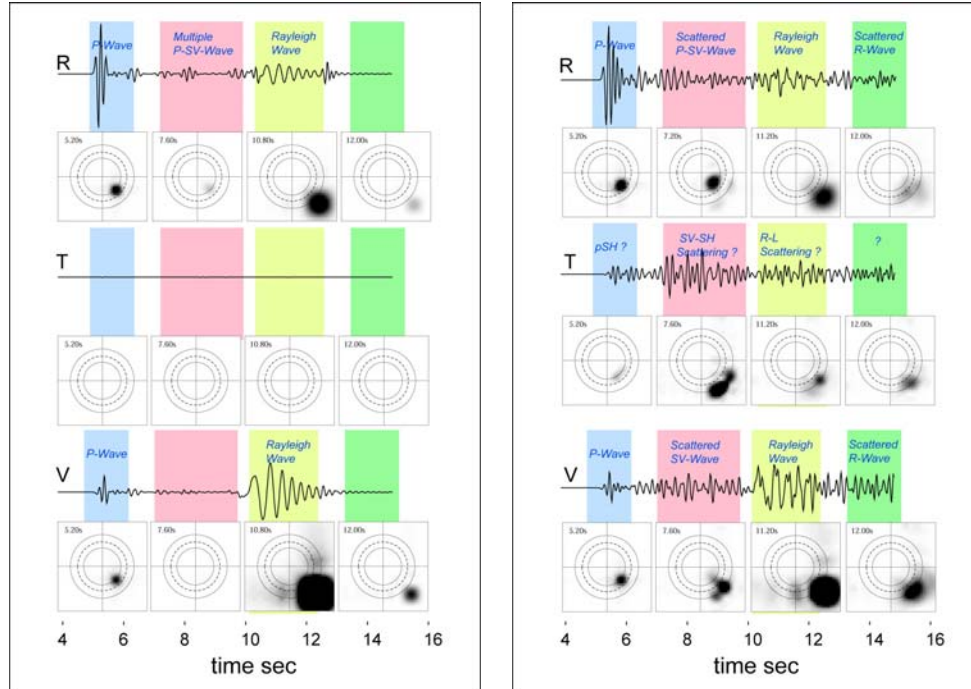 P-Wave
Multiple
P-SV-Wave
Rayleigh
Wave
R
5.20s
7.60s
10.80s
12.00s
T
5.20s
7.60s
10.80s
12.00s
P-Wave
Rayleigh
Wave
V
5.20s
7.60s
10.80s
12.00s
4 6 8 10 12 14 16
time sec
P-Wave
Scattered
P-SV-Wave
Rayleigh
Wave
Scattered
R-Wave
R
5.20s
7.20s
11.20s
12.00s
pSH ?
SV-SH
Scattering ?
R-L
Scattering ?
?
T
5.20s
7.60s
11.20s
12.00s
P-Wave
Scattered
SV-Wave
Rayleigh
Wave
Scattered
R-Wave
V
5.20s
7.60s
11.20s
12.00s
4 6 8 10 12 14 16
time sec